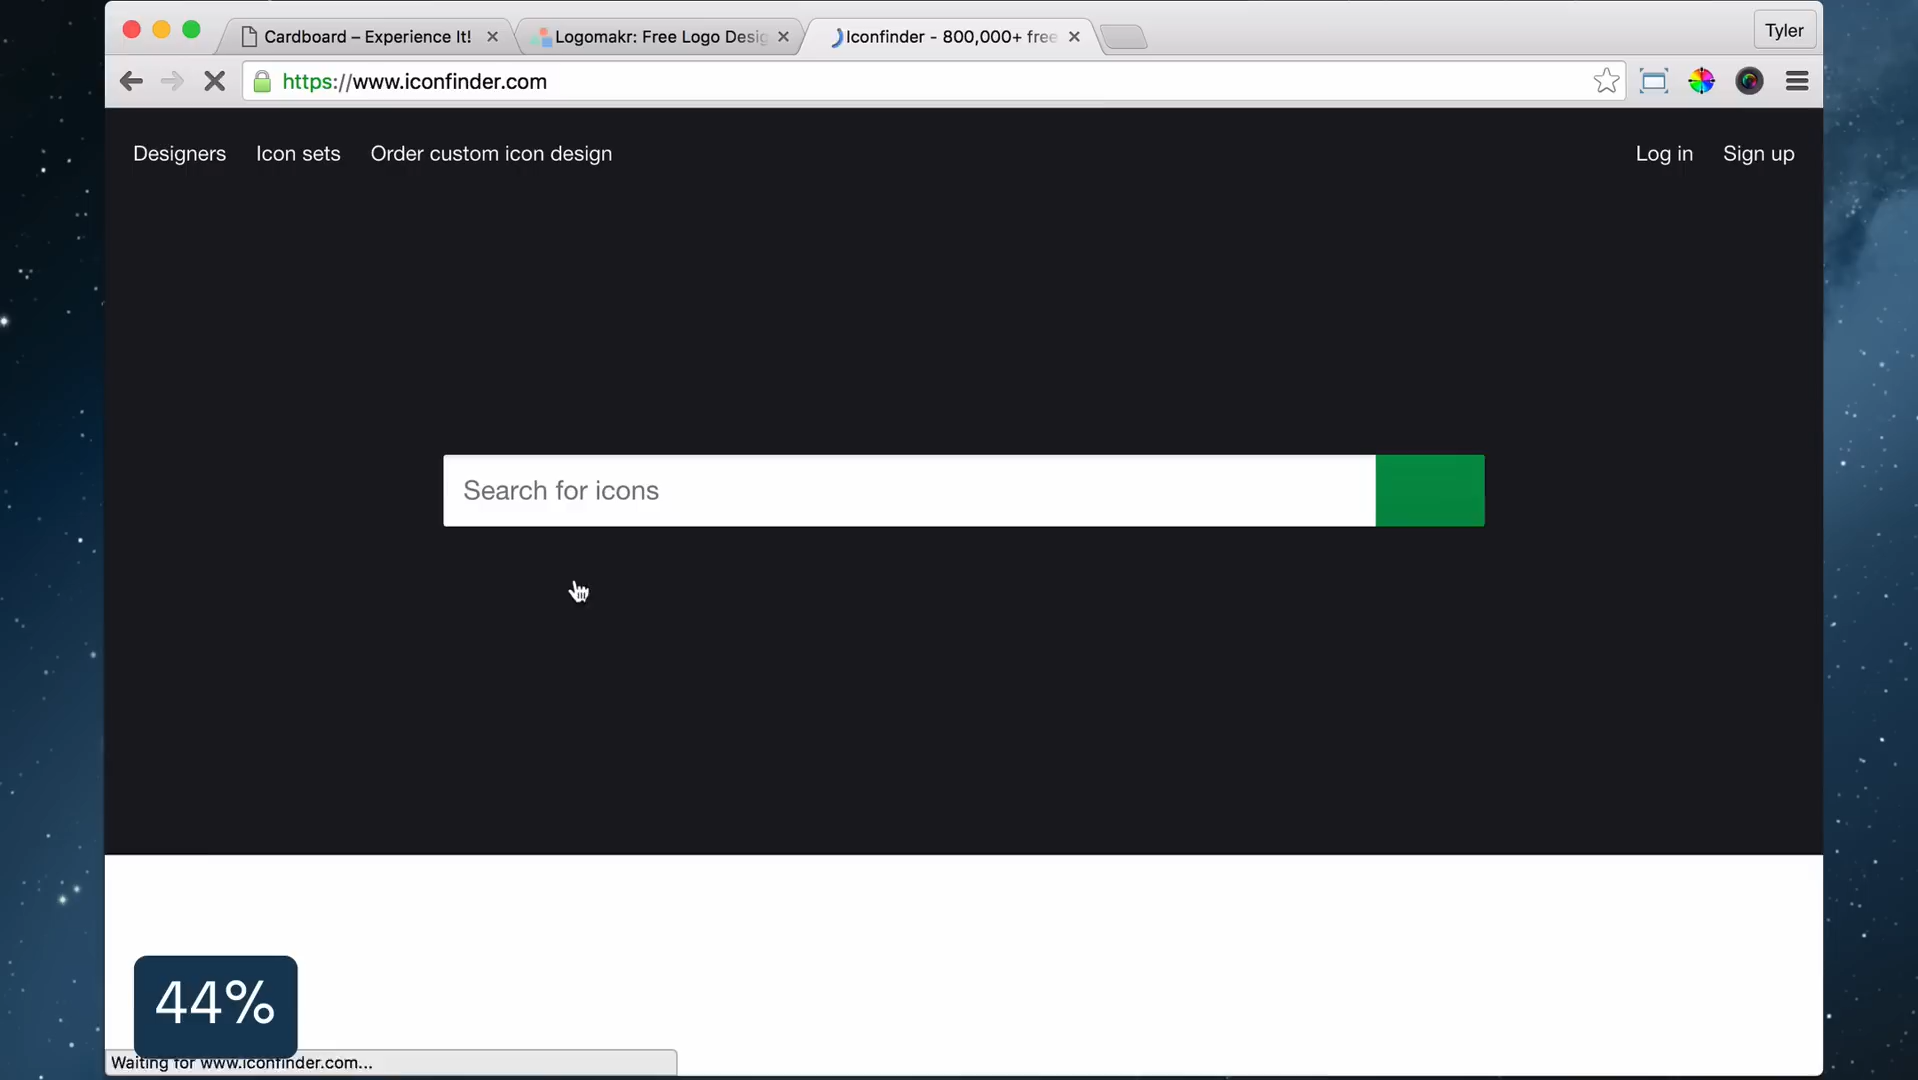 Cardboard – Experience It!
Logomakr: Free Logo Desig
Iconfinder - 800,000+ free
Tyler
https://www.iconfinder.com
Designers
Icon sets
Order custom icon design
Log in
Sign up
Search for icons
44%
Waiting for www.iconfinder.com...